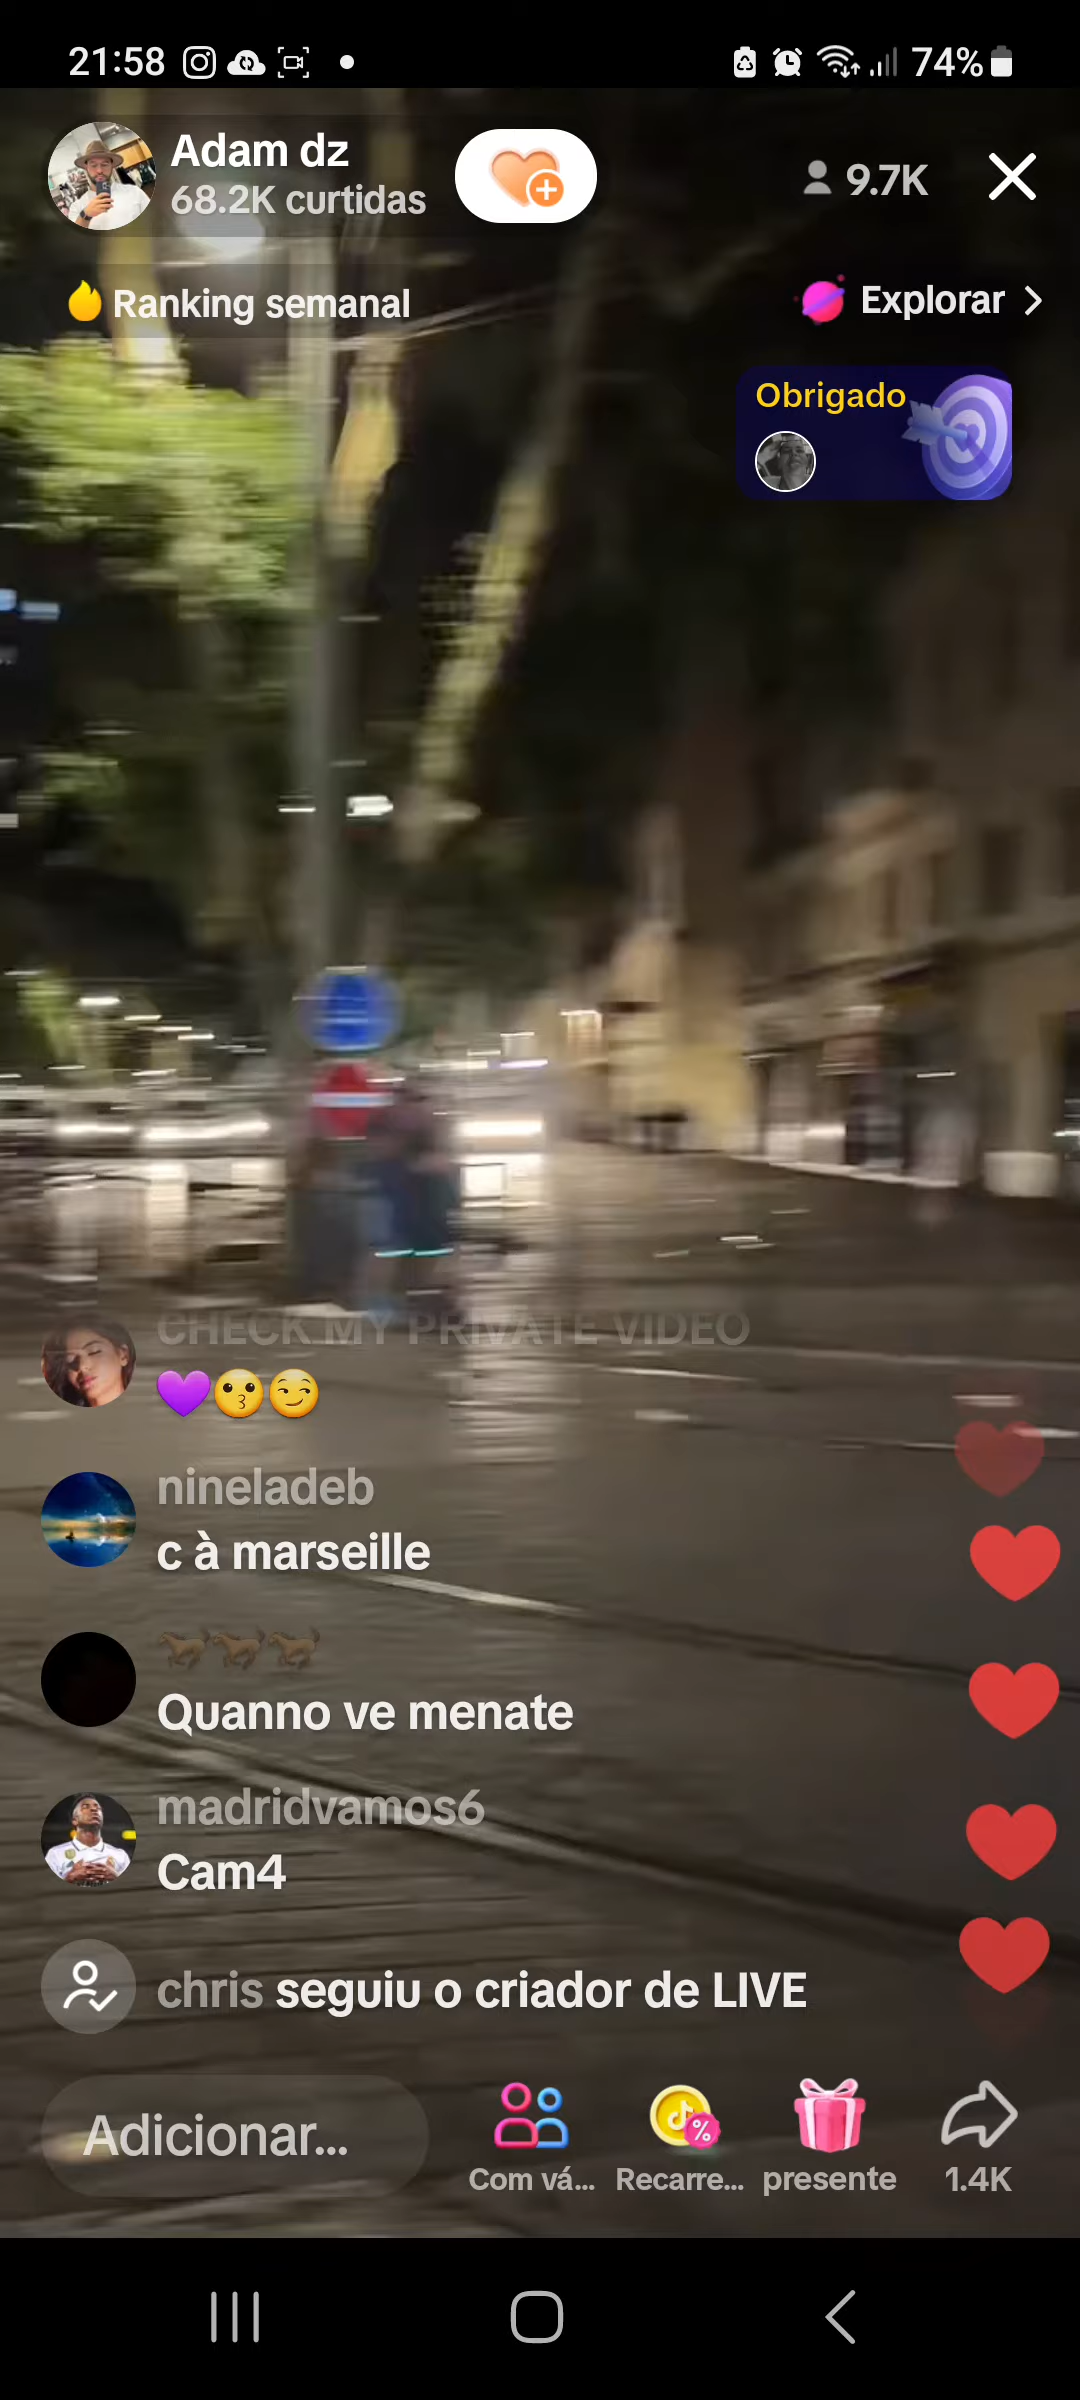 21:58
74%
Adam dz
68.2K curtidas
9.7K
Ranking semanal
Explorar
Obrigado
CHECK MY PRIVATE VIDEO
💜😗😏
nineladeb
c à marseille
🐎🐎🐎
Quanno ve menate
madridvamos6
Cam4
chris seguiu o criador de LIVE
Adicionar...
Com vá...
Recarre...
presente
1.4K